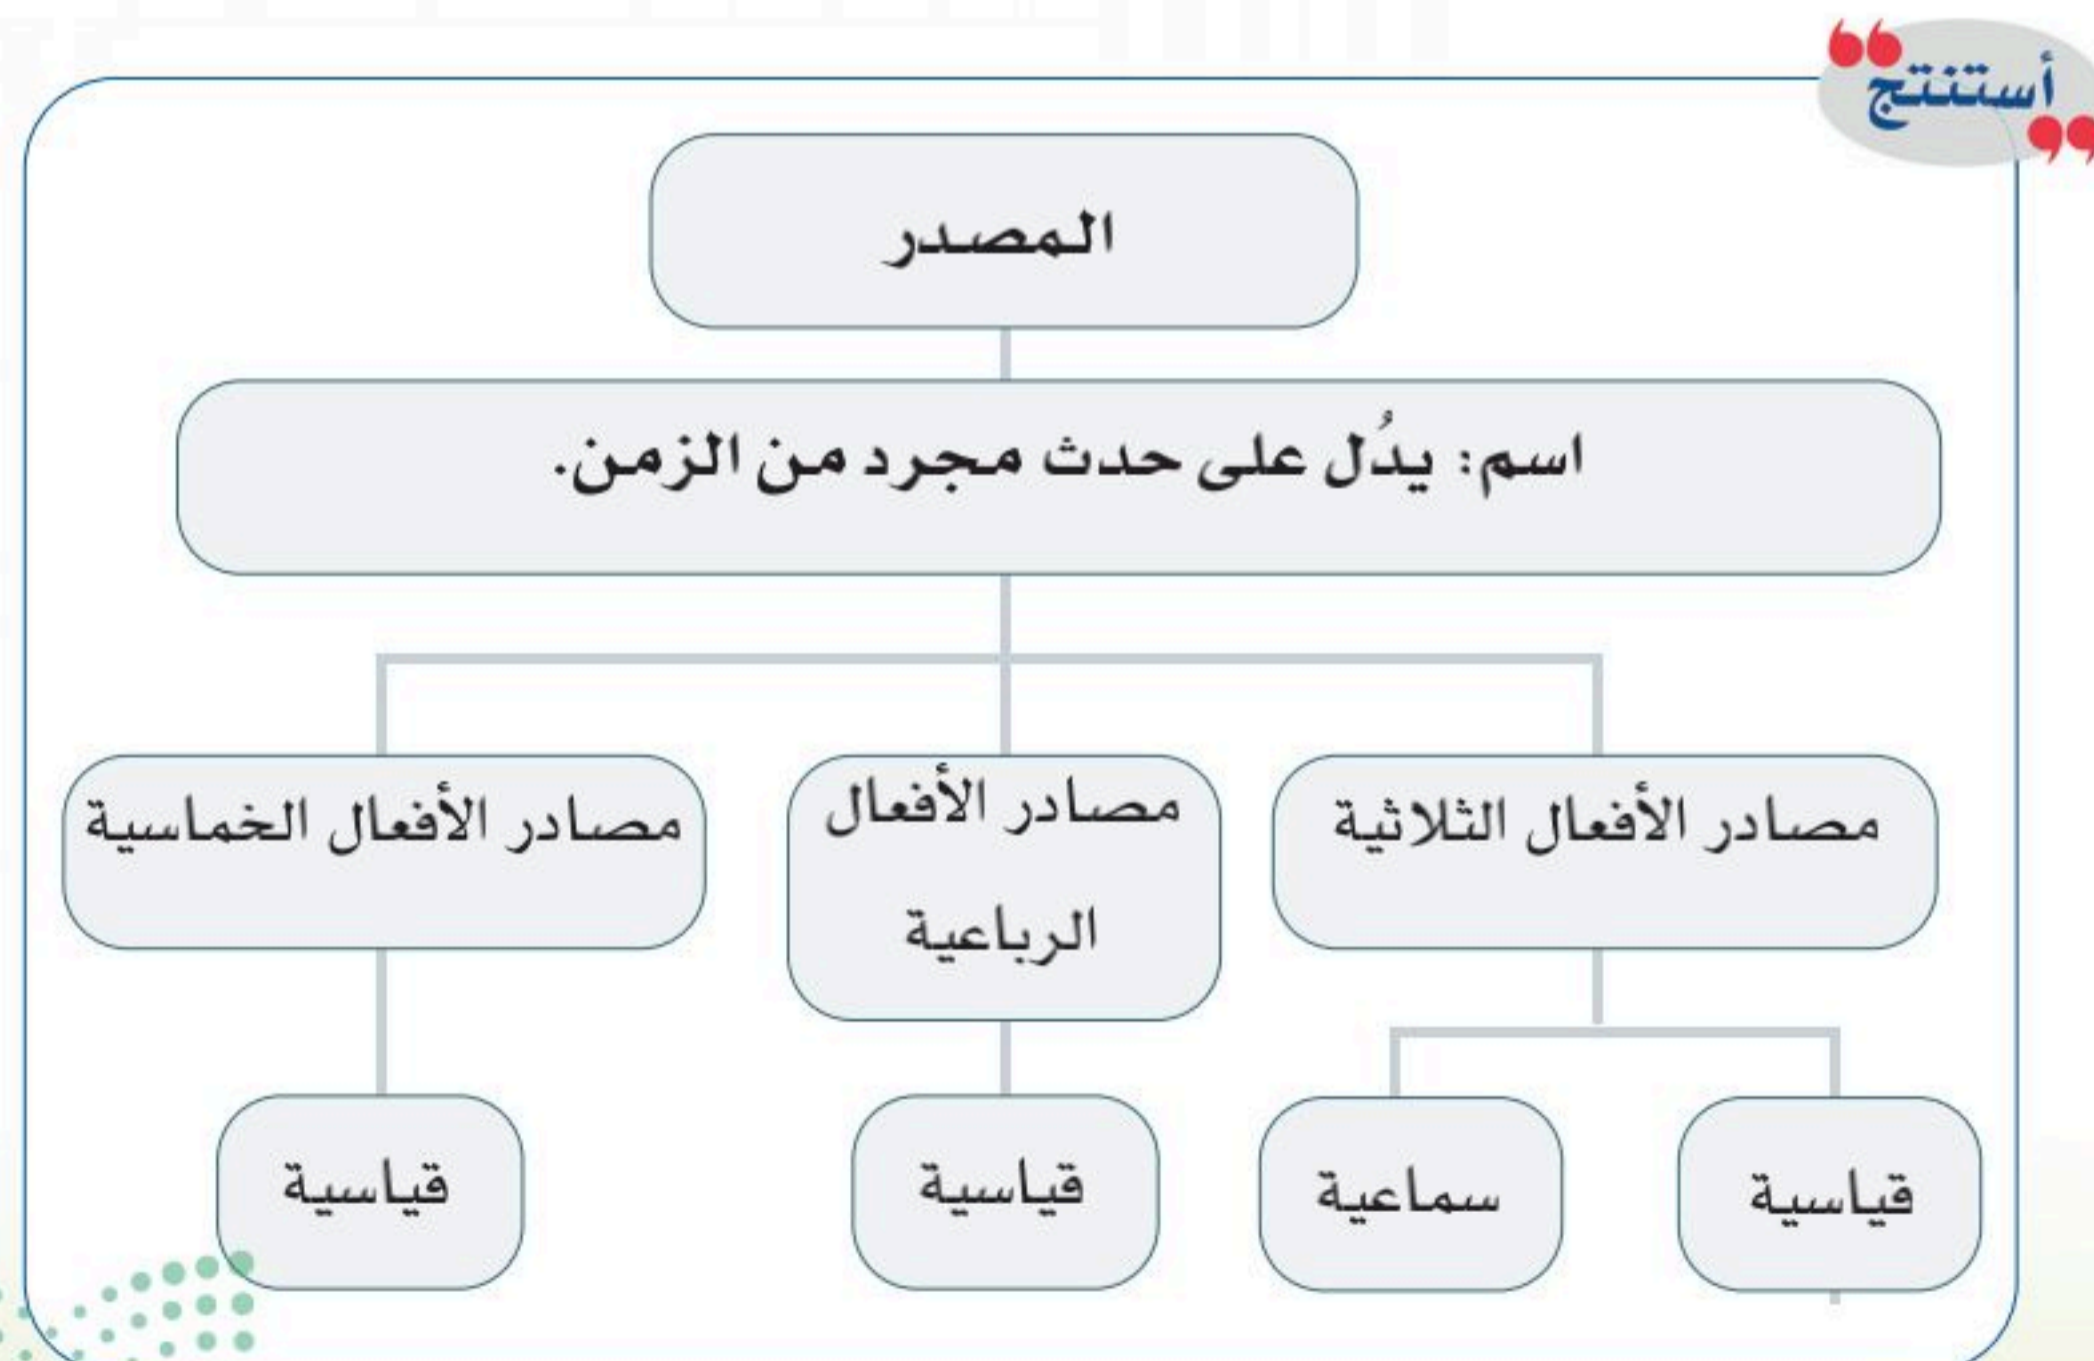 أستنتج
المصدر
اسم: يدُل على حدث مجرد من الزمن.
مصادر الأفعال الثلاثية
مصادر الأفعال
الرباعية
مصادر الأفعال الخماسية
قياسية
سماعية
قياسية
قياسية